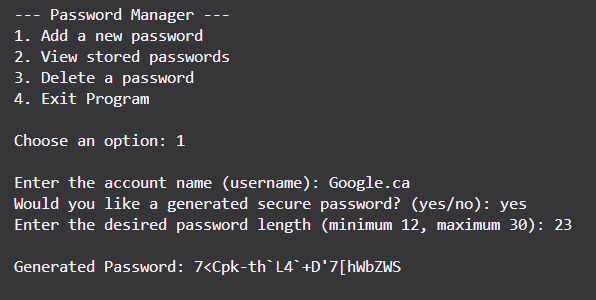 --- Password Manager ---
1. Add a new password
2. View stored passwords
3. Delete a password
4. Exit Program
Choose an option: 1
Enter the account name (username): Google.ca
Would you like a generated secure password? (yes/no): yes
Enter the desired password length (minimum 12, maximum 30): 23
Generated Password: 7<Cpk-th`L4`+D'7[hWbZWS